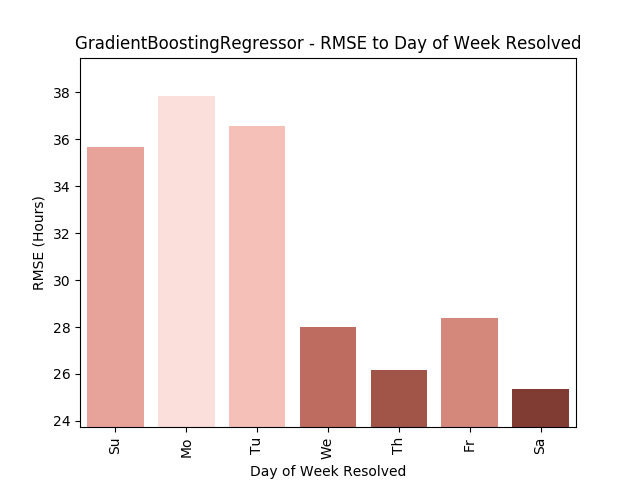 GradientBoostingRegressor - RMSE to Day of Week Resolved
38
36
34
32
30
28
26
24
RMSE (Hours)
Su
Mo
Tu
We
Th
Fr
Sa
Day of Week Resolved